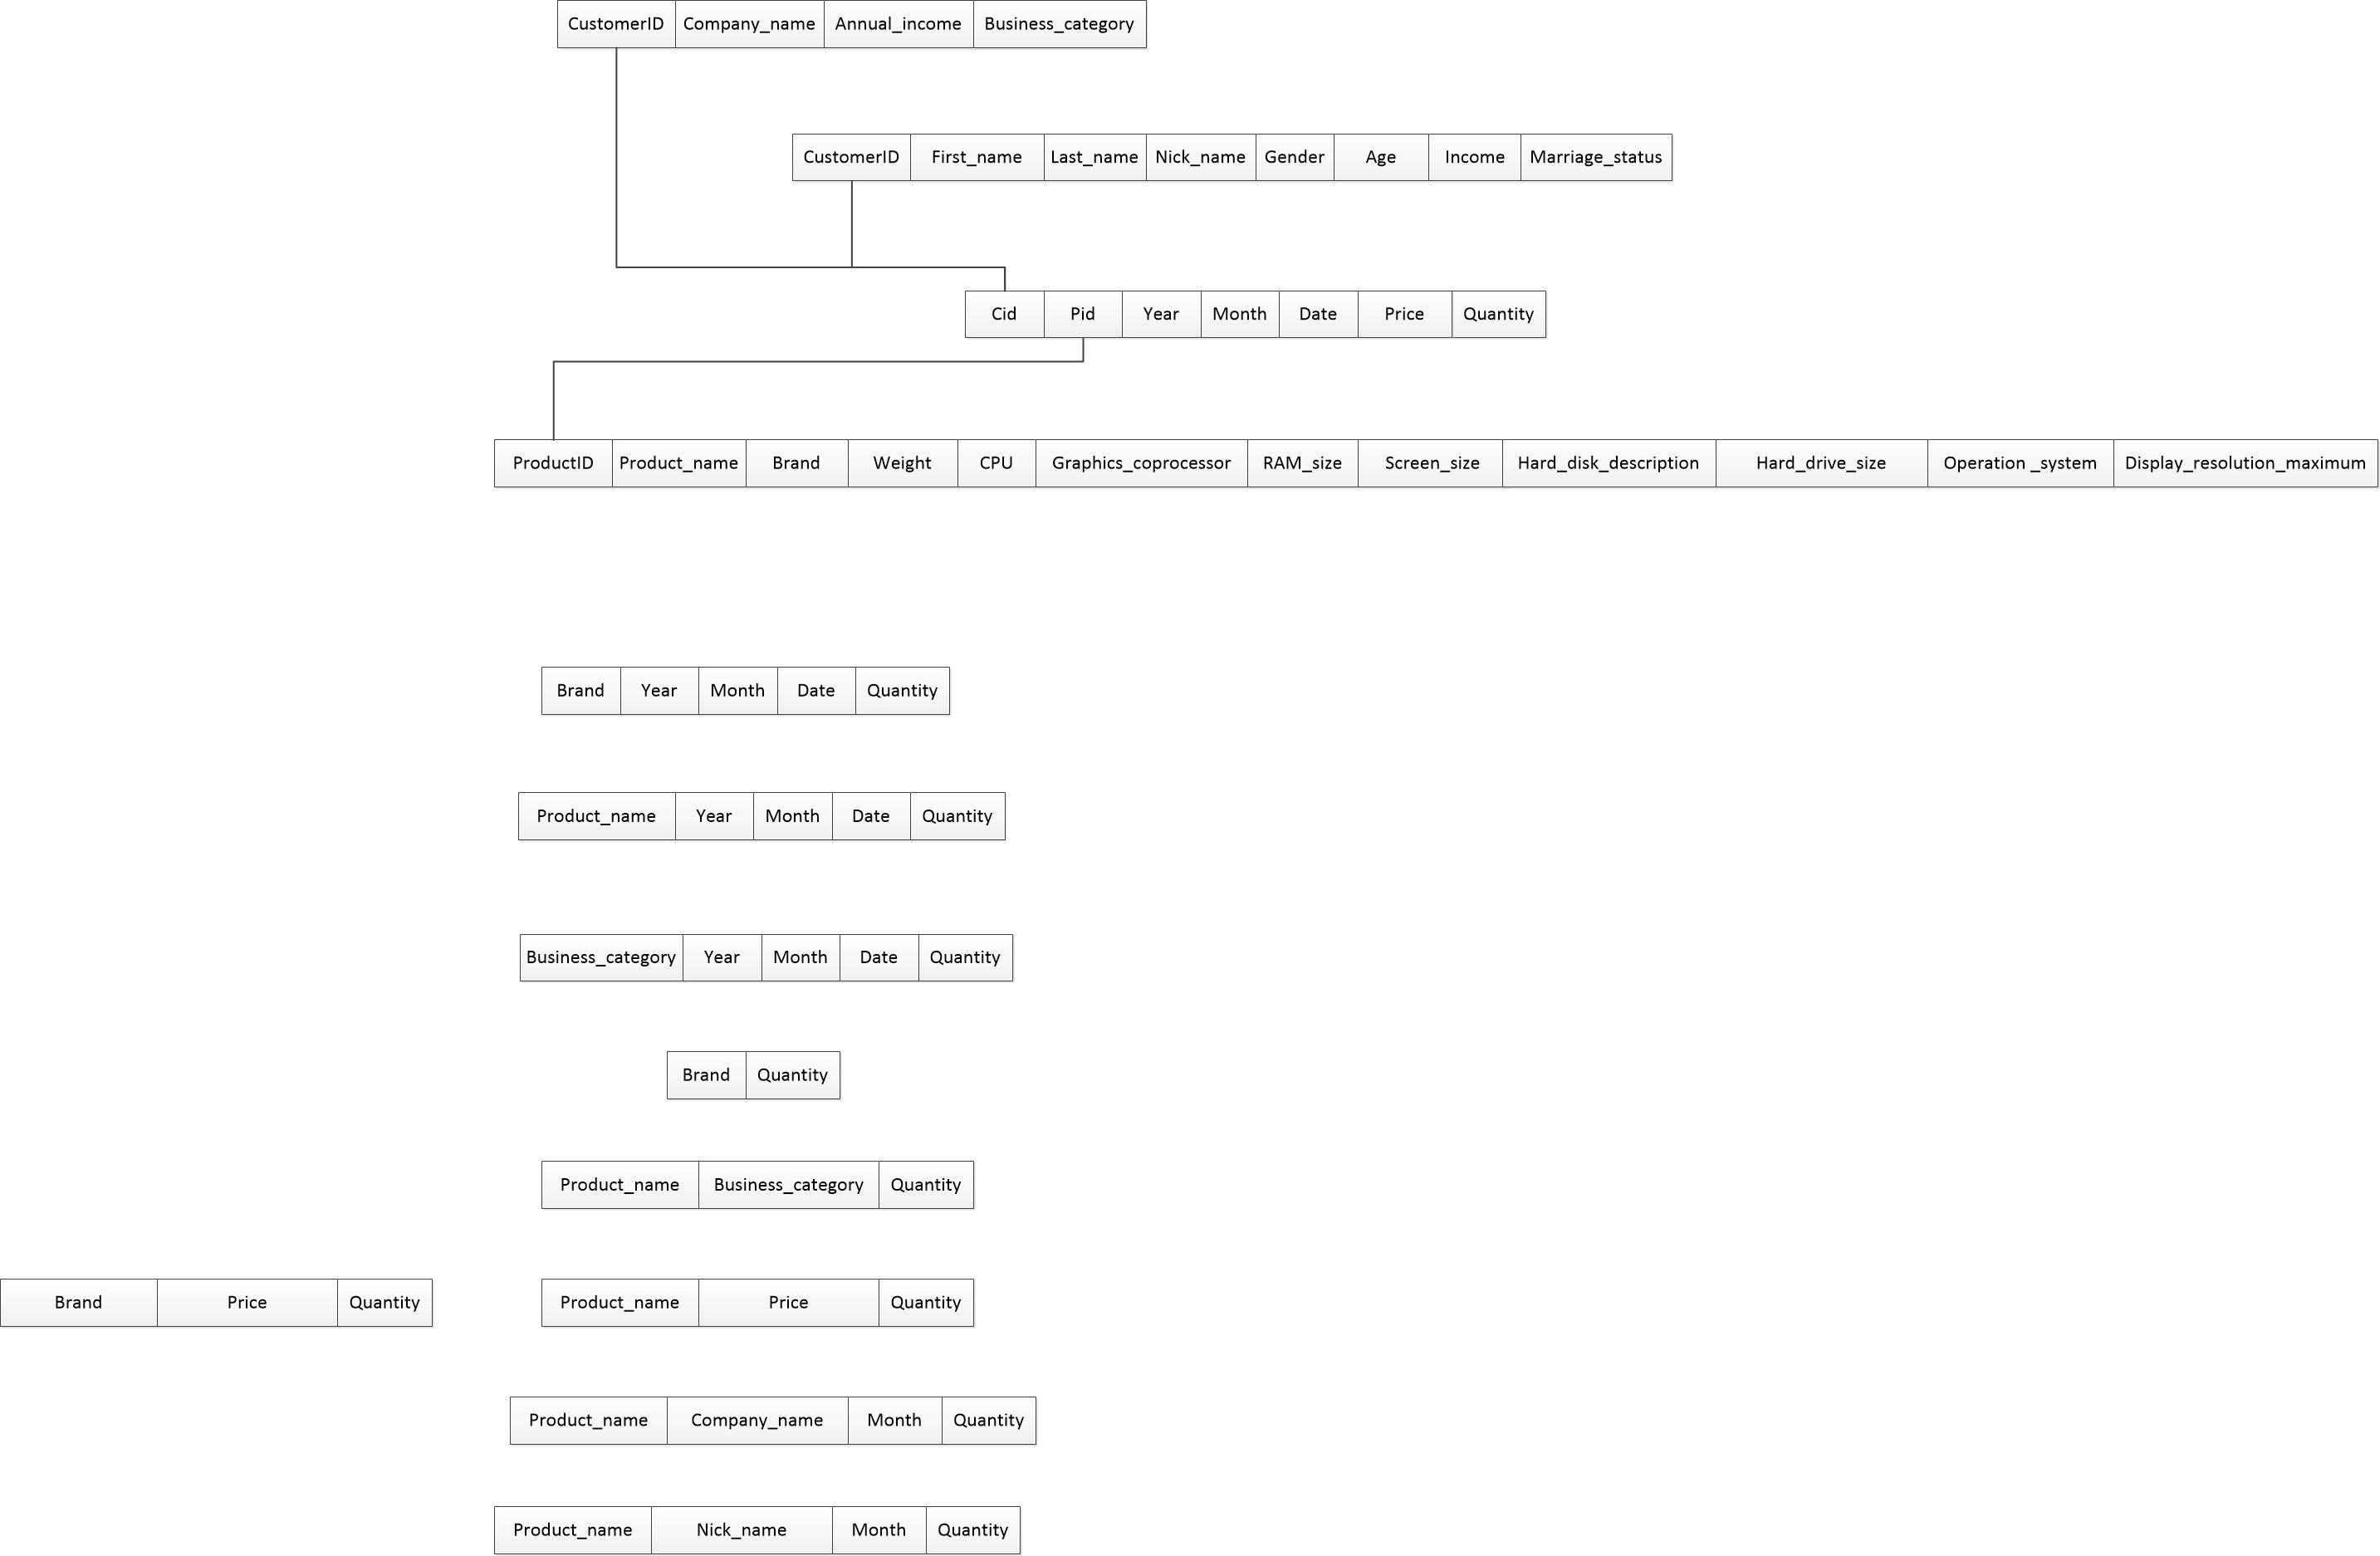 CustomerID Company_name Annual_income Business_category
CustomerID First_name Last_name Nick_name Gender Age Income Marriage_status
Cid Pid Year Month Date Price Quantity
ProductID Product_name Brand Weight CPU Graphics_coprocessor RAM_size Screen_size Hard_disk_description Hard_drive_size Operation _system Display_resolution_maximum
Brand Year Month Date Quantity
Product_name Year Month Date Quantity
Business_category Year Month Date Quantity
Brand Quantity
Product_name Business_category Quantity
Brand Price Quantity
Product_name Price Quantity
Product_name Company_name Month Quantity
Product_name Nick_name Month Quantity